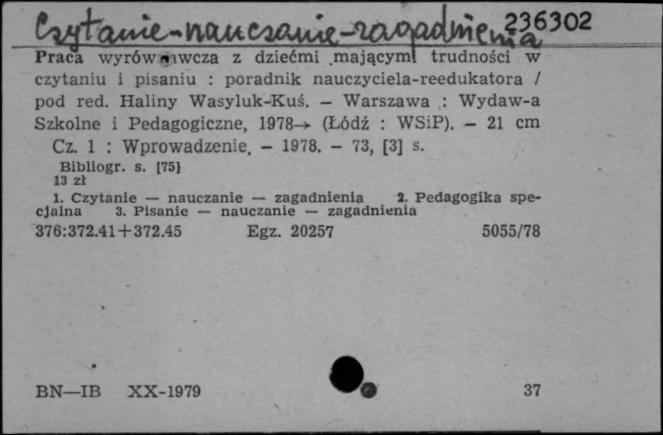 Czytanie-nauczanie-zagadnienia
236302
Praca wyrównawcza z dziećmi mającymi trudności w
czytaniu i pisaniu : poradnik nauczyciela-reedukatora /
pod red. Haliny Wasyluk-Kuś. — Warszawa : Wydaw-a
Szkolne i Pedagogiczne, 1978→ (Łódź : WSiP). — 21 cm
Cz. 1 : Wprowadzenie. — 1978. — 73, [3] s.
Bibliogr. s. [75]
13 zł
1. Czytanie — nauczanie — zagadnienia 2. Pedagogika spe-
cjalna 3. Pisanie — nauczanie — zagadnienia
376:372.41+372.45 Egz. 20257 5055/78
BN—IB XX-1979 37